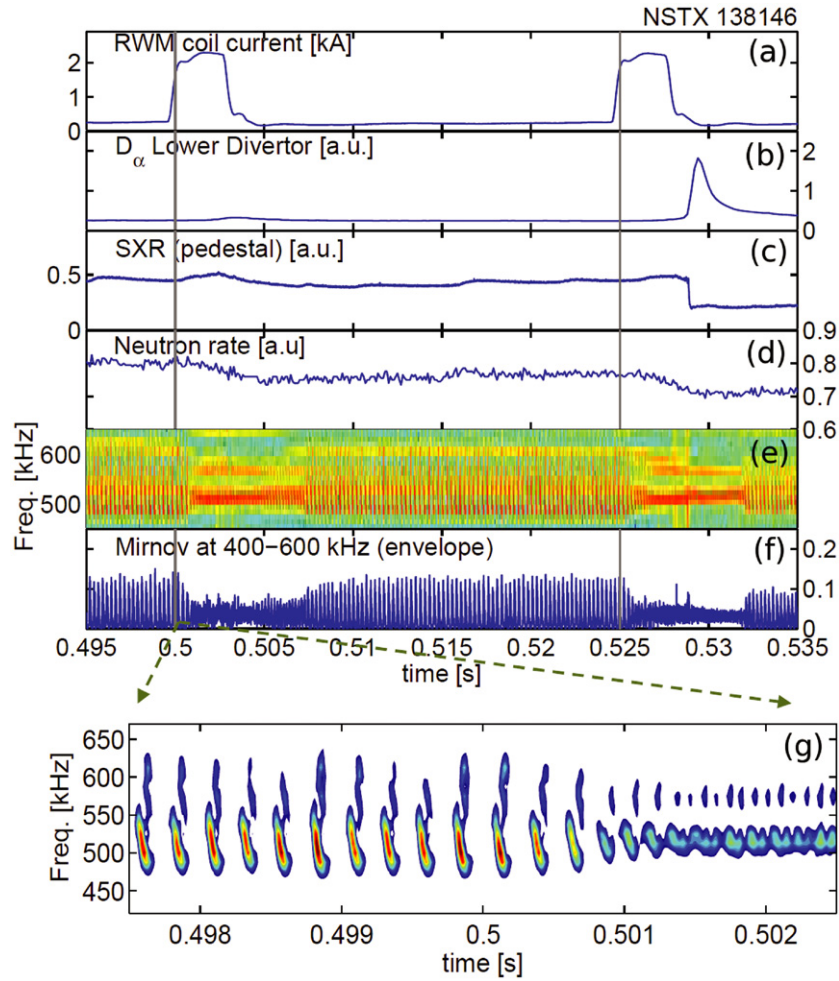 NSTX 138146
RWM coil current [kA]
(a)
2
1
0
Dα Lower Divertor [a.u.]
(b)
2
1
0
SXR (pedestal) [a.u.]
(c)
0.5
0
0.9
Neutron rate [a.u]
(d)
0.8
0.7
0.6
Freq. [kHz]
600
500
(e)
Mirnov at 400−600 kHz (envelope)
(f)
0.2
0.1
0
0.495 0.5 0.505 0.51 0.515 0.52 0.525 0.53 0.535
time [s]
(g)
Freq. [kHz]
650
600
550
500
450
0.498 0.499 0.5 0.501 0.502
time [s]